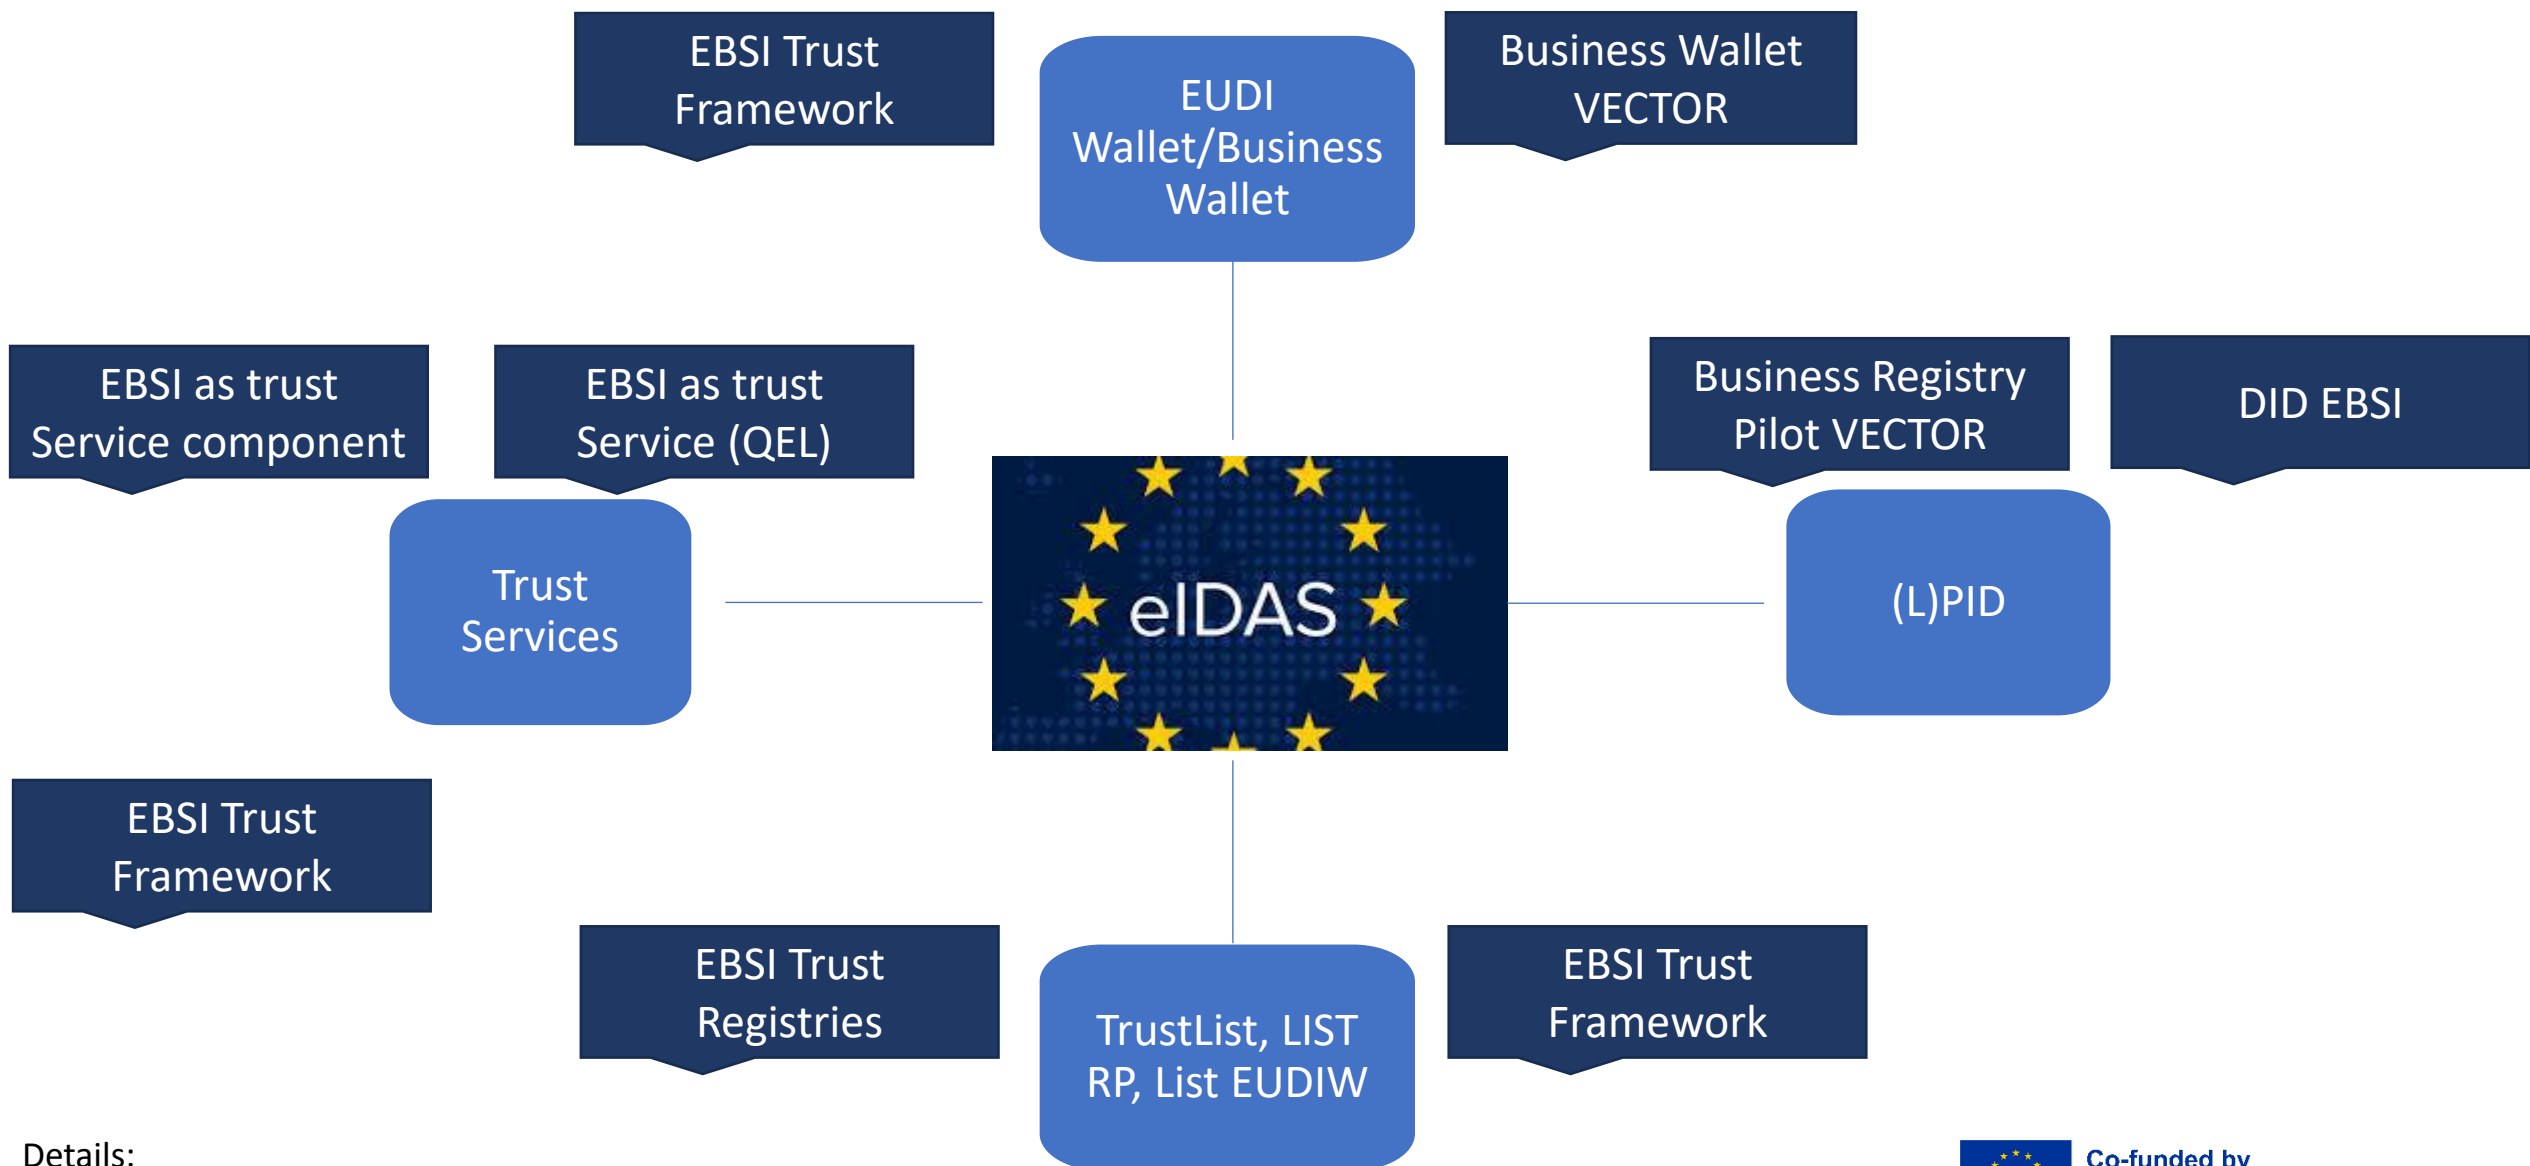 EBSI Trust
Framework
EUDI
Wallet/Business
Wallet
Business Wallet
VECTOR
EBSI as trust
Service component
EBSI as trust
Service (QEL)
Business Registry
Pilot VECTOR
DID EBSI
Trust
Services
eIDAS
(L)PID
EBSI Trust
Framework
EBSI Trust
Registries
TrustList, LIST
RP, List EUDIW
EBSI Trust
Framework
Details:
Co-funded by